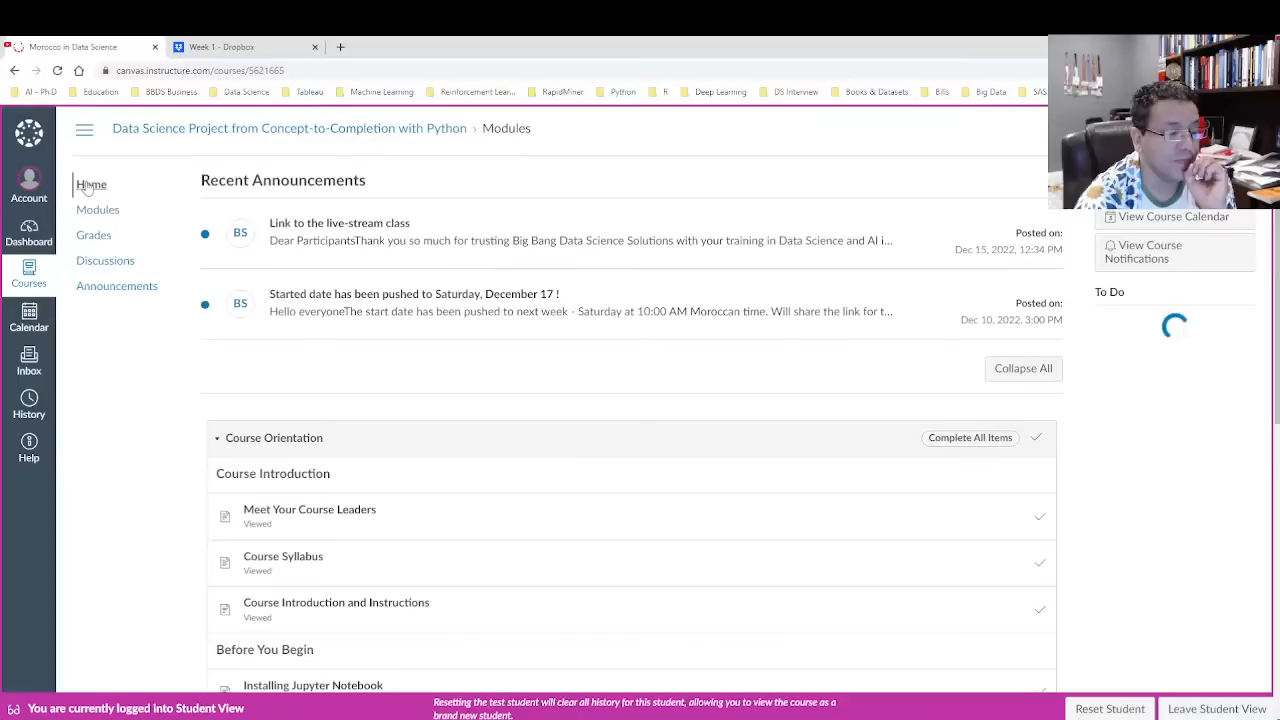 Morocco in Data Science
Week 1 - Dropbox
canvas.instructure.com/courses/5621665
AI - Ph.D
Education
BBDS Business
Data Science
Tableau
Machine Learning
Reinforcement Lear...
RapidMiner
Python
R
Deep Learning
DS Interview
Books & Datasets
Bills
Big Data
SAS
Data Science Project from Concept-to-Completion with Python › Modules
Account
Dashboard
Courses
Calendar
Inbox
History
Help
Home
Modules
Grades
Discussions
Announcements
Recent Announcements
BS
Link to the live-stream class
Dear ParticipantsThank you so much for trusting Big Bang Data Science Solutions with your training in Data Science and AI i...
Posted on:
Dec 15, 2022, 12:34 PM
BS
Started date has been pushed to Saturday, December 17 !
Hello everyoneThe start date has been pushed to next week - Saturday at 10:00 AM Moroccan time. Will share the link for t...
Posted on:
Dec 10, 2022, 3:00 PM
Collapse All
Course Orientation
Complete All Items
Course Introduction
Meet Your Course Leaders
Viewed
Course Syllabus
Viewed
Course Introduction and Instructions
Viewed
Before You Begin
Installing Jupyter Notebook
View Course Calendar
View Course
Notifications
To Do
You are currently logged into Student View
Resetting the test student will clear all history for this student, allowing you to view the course as a
brand new student.
Reset Student
Leave Student View